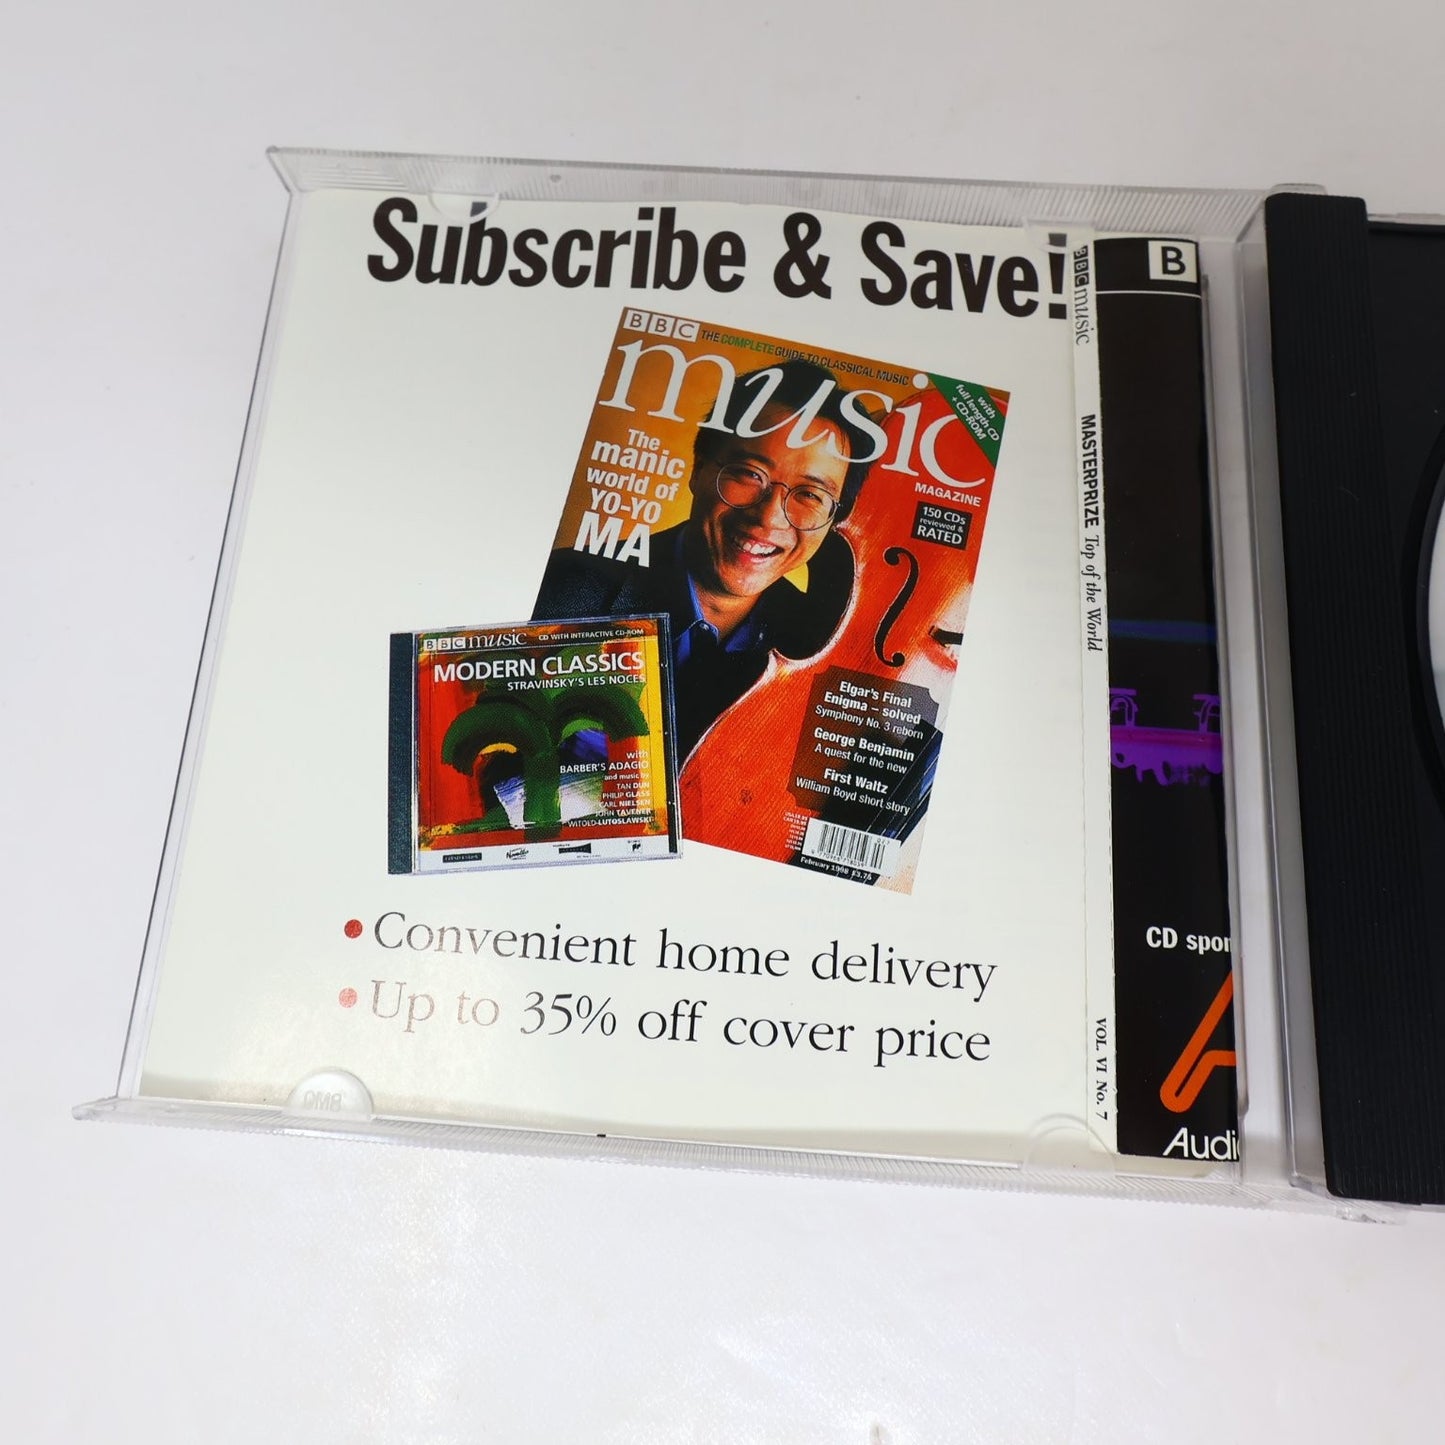 Subscribe & Save!
BBC THE COMPLETE GUIDE TO CLASSICAL MUSIC
music
MAGAZINE
with
full length CD
+ CD-ROM
The
manic
world of
YO-YO
MA
150 CDs
reviewed &
RATED
Elgar's Final
Enigma – solved
Symphony No. 3 reborn
George Benjamin
A quest for the new
First Waltz
William Boyd short story
February 1998 £3.75
BBC music CD WITH INTERACTIVE CD-ROM
MODERN CLASSICS
STRAVINSKY'S LES NOCES
with
BARBER'S ADAGIO
and music by
TAN DUN
PHILIP GLASS
CARL NIELSEN
JOHN TAVENER
WITOLD LUTOSLAWSKI
• Convenient home delivery
• Up to 35% off cover price
BBC music MASTERPRIZE Top of the World VOL. VI No. 7
B
CD spon
Audi
DM8